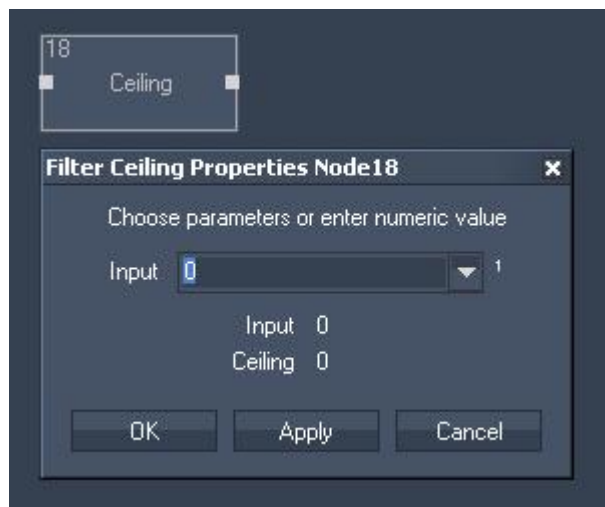 18
Ceiling
Filter Ceiling Properties Node18
Choose parameters or enter numeric value
Input 0 1
Input 0
Ceiling 0
OK Apply Cancel